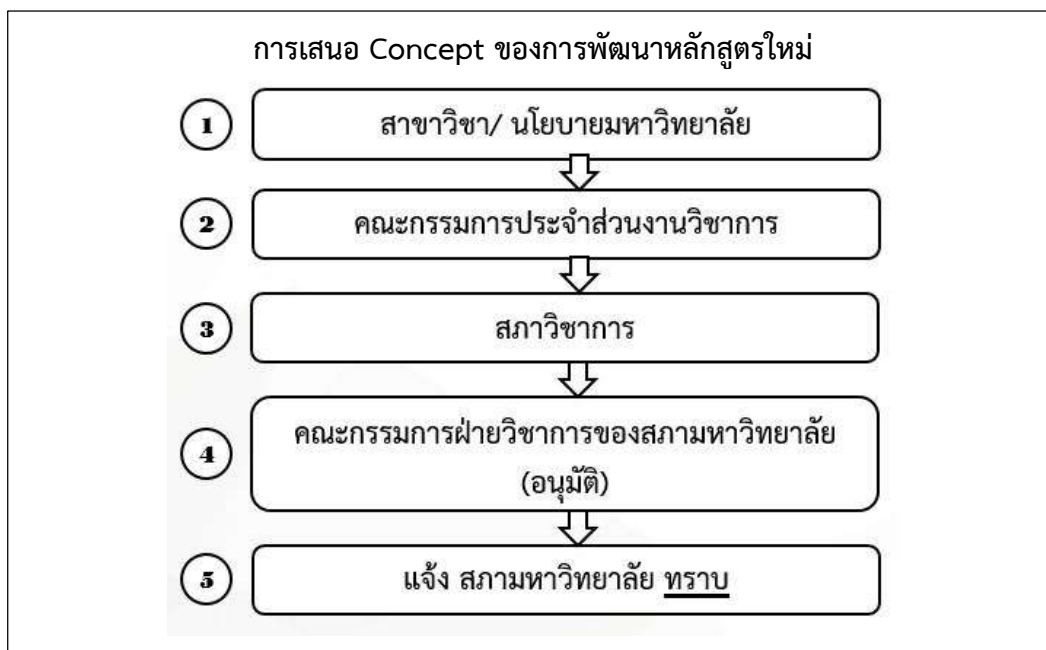 การเสนอ Concept ของการพัฒนาหลักสูตรใหม่
1 สาขาวิชา/ นโยบายมหาวิทยาลัย
2 คณะกรรมการประจำส่วนงานวิชาการ
3 สภาวิชาการ
4 คณะกรรมการฝ่ายวิชาการของสภามหาวิทยาลัย
(อนุมัติ)
5 แจ้ง สภามหาวิทยาลัย ทราบ